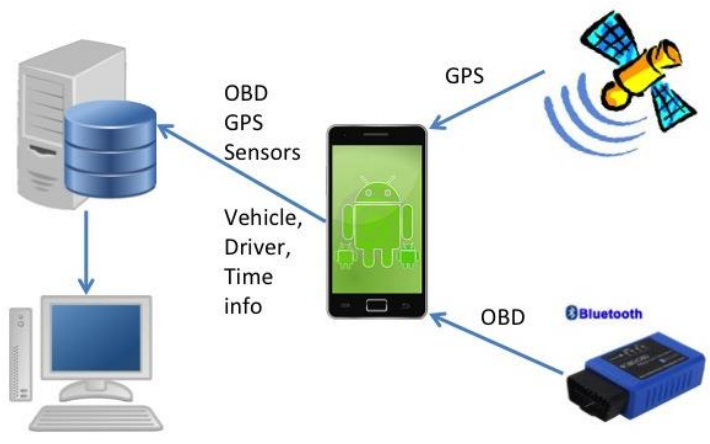 OBD
GPS
Sensors
Vehicle,
Driver,
Time
info
GPS
OBD
Bluetooth